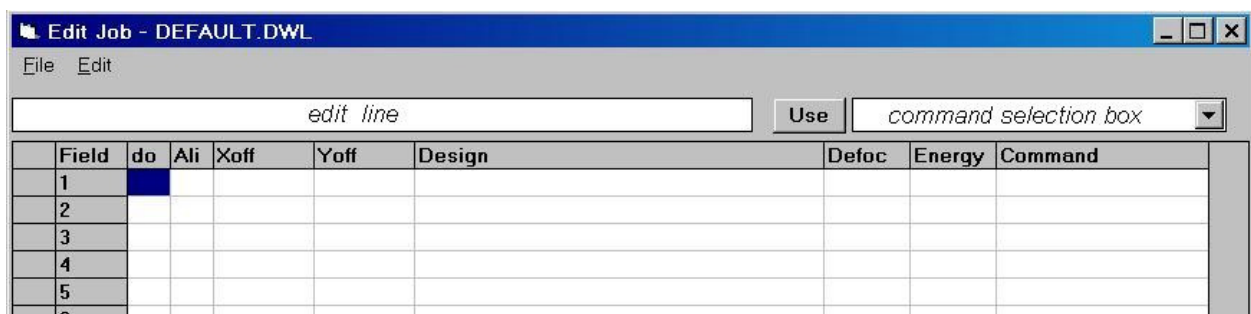 Edit Job - DEFAULT.DWL
File Edit
edit line Use command selection box
Field do Ali Xoff Yoff Design Defoc Energy Command
1
2
3
4
5